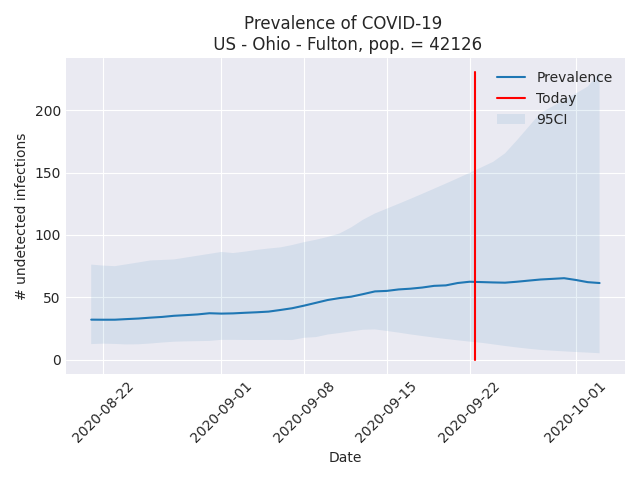 Prevalence of COVID-19
US - Ohio - Fulton, pop. = 42126
Prevalence
Today
95CI
200
150
100
50
0
# undetected infections
2020-08-22
2020-09-01
2020-09-08
2020-09-15
2020-09-22
2020-10-01
Date